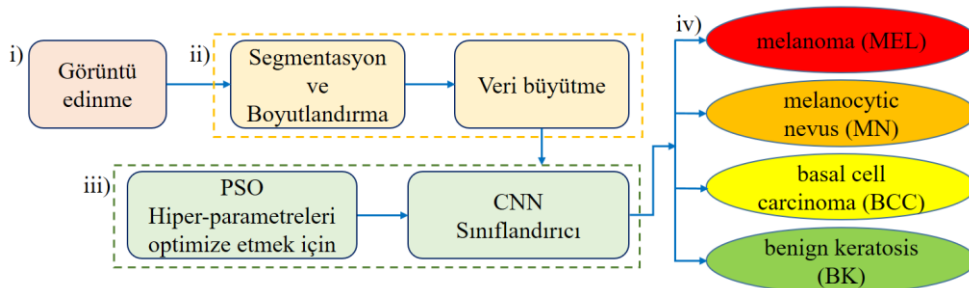 i)
Görüntü
edinme
ii)
Segmentasyon
ve
Boyutlandırma
Veri büyütme
iii)
PSO
Hiper-parametreleri
optimize etmek için
CNN
Sınıflandırıcı
iv)
melanoma (MEL)
melanocytic
nevus (MN)
basal cell
carcinoma (BCC)
benign keratosis
(BK)